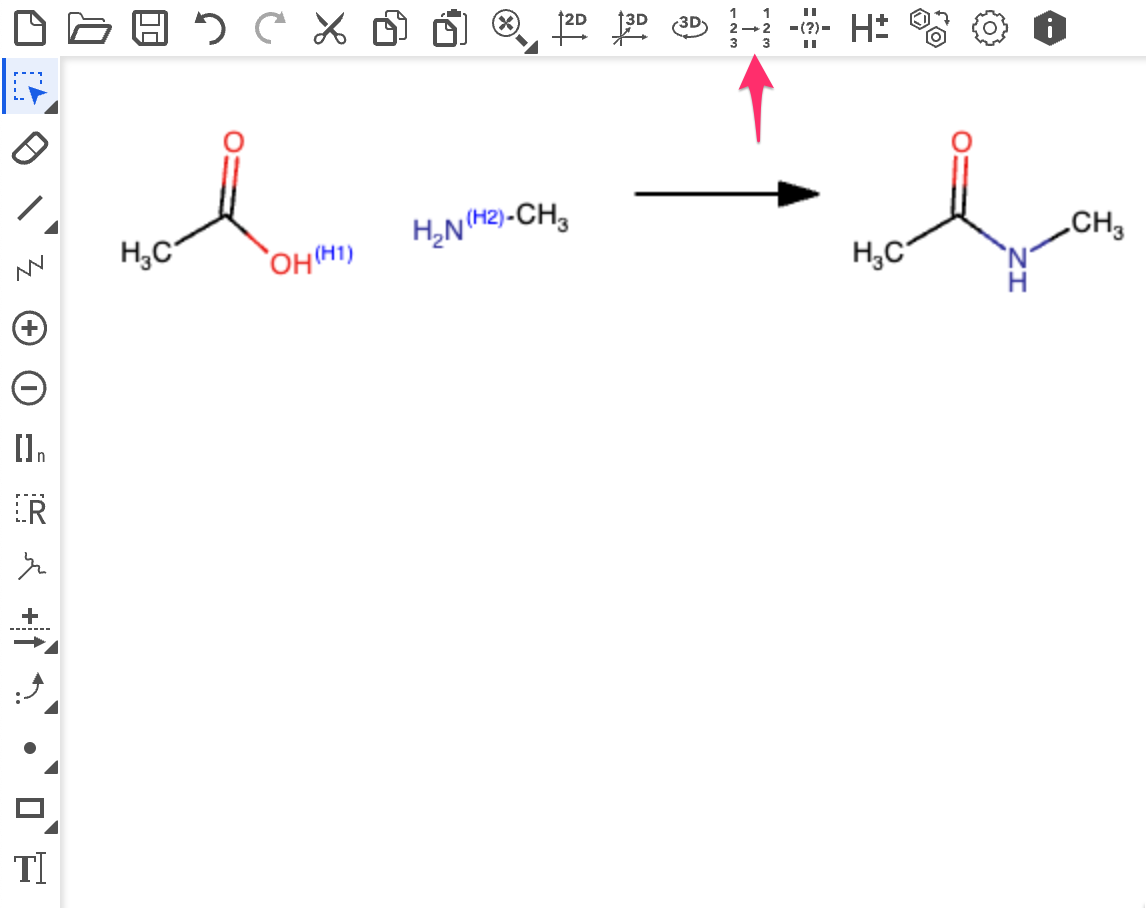 2D 3D 3D 1 2 3 → 1 2 3 (?) H±
O O
H₃C OH(H1) H₂N(H2)-CH₃ H₃C N H CH₃
[]n
R
T